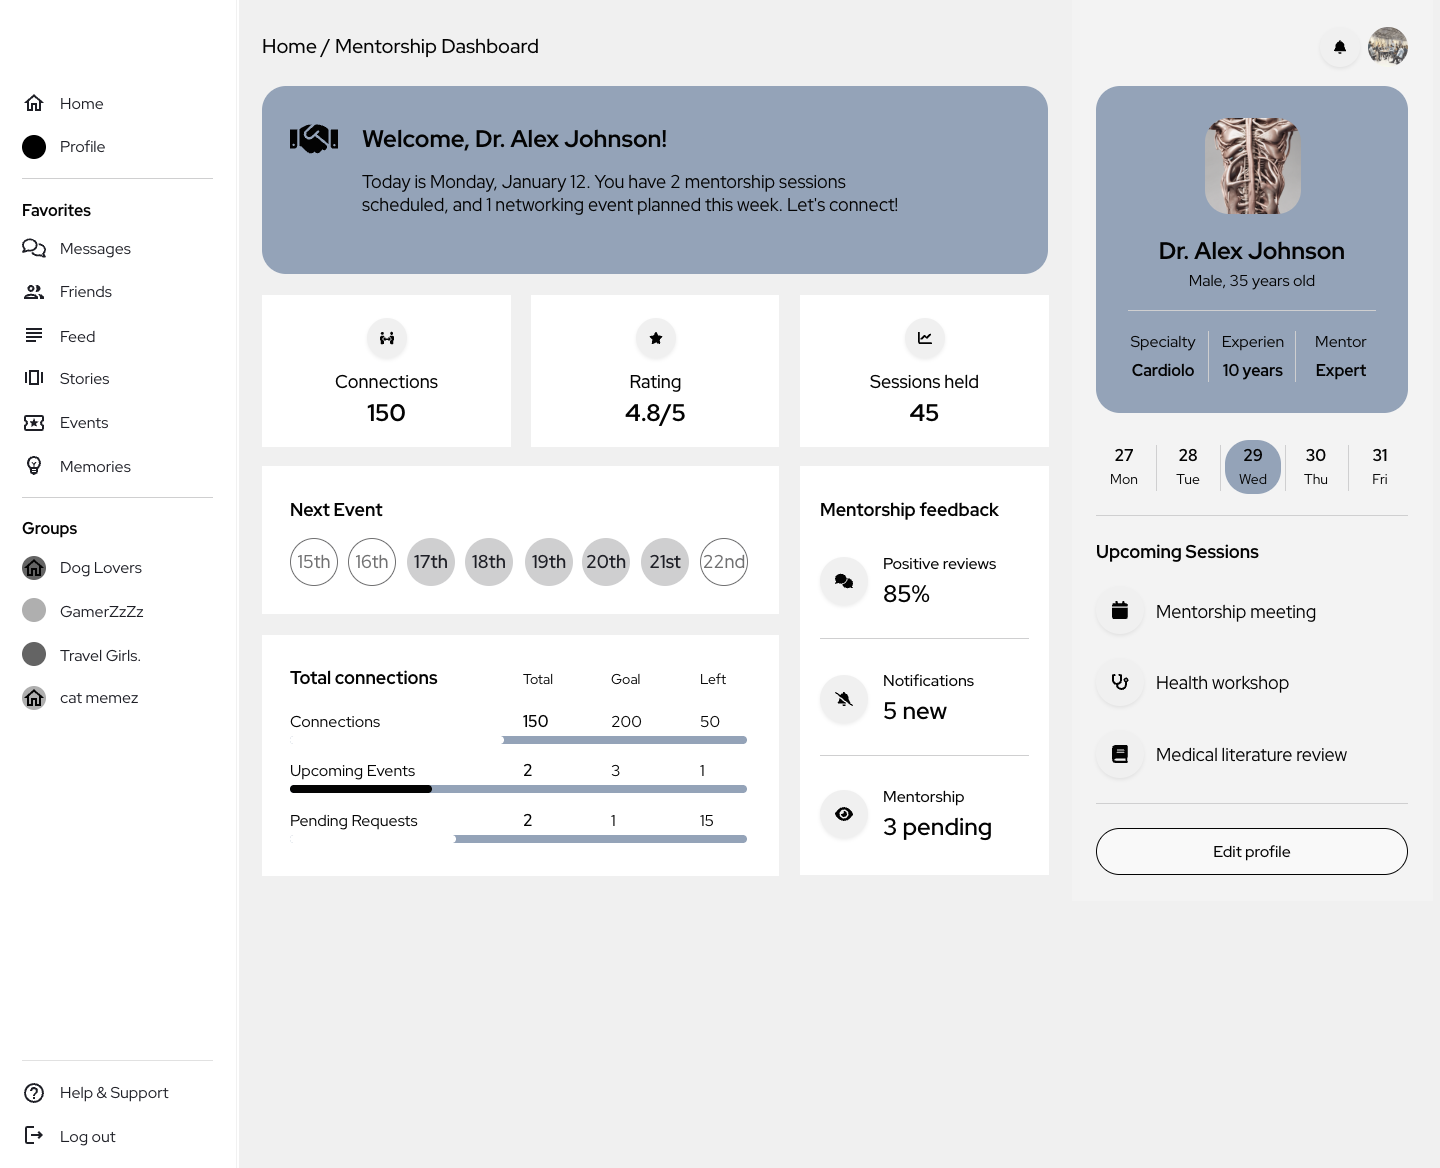 Home
Profile
Favorites
Messages
Friends
Feed
Stories
Events
Memories
Groups
Dog Lovers
GamerZzZz
Travel Girls.
cat memez
Help & Support
Log out
Home / Mentorship Dashboard
Welcome, Dr. Alex Johnson!
Today is Monday, January 12. You have 2 mentorship sessions
scheduled, and 1 networking event planned this week. Let's connect!
Connections
150
Rating
4.8/5
Sessions held
45
Next Event
15th 16th 17th 18th 19th 20th 21st 22nd
Total connections Total Goal Left
Connections 150 200 50
Upcoming Events 2 3 1
Pending Requests 2 1 15
Mentorship feedback
Positive reviews
85%
Notifications
5 new
Mentorship
3 pending
Dr. Alex Johnson
Male, 35 years old
Specialty Experien Mentor
Cardiolo 10 years Expert
27 28 29 30 31
Mon Tue Wed Thu Fri
Upcoming Sessions
Mentorship meeting
Health workshop
Medical literature review
Edit profile